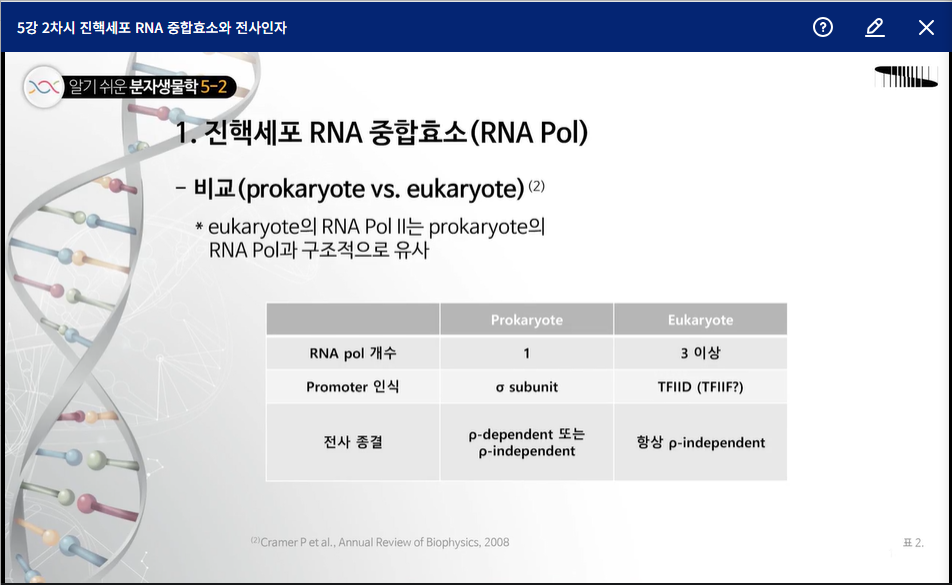 5강 2차시 진핵세포 RNA 중합효소와 전사인자
알기 쉬운 분자생물학 5-2
1. 진핵세포 RNA 중합효소(RNA Pol)
- 비교(prokaryote vs. eukaryote)(2)
* eukaryote의 RNA Pol II는 prokaryote의
RNA Pol과 구조적으로 유사
Prokaryote Eukaryote
RNA pol 개수 1 3 이상
Promoter 인식 σ subunit TFIID (TFIIF?)
전사 종결 ρ-dependent 또는 ρ-independent 항상 ρ-independent
(2)Cramer P et al., Annual Review of Biophysics, 2008
표 2.